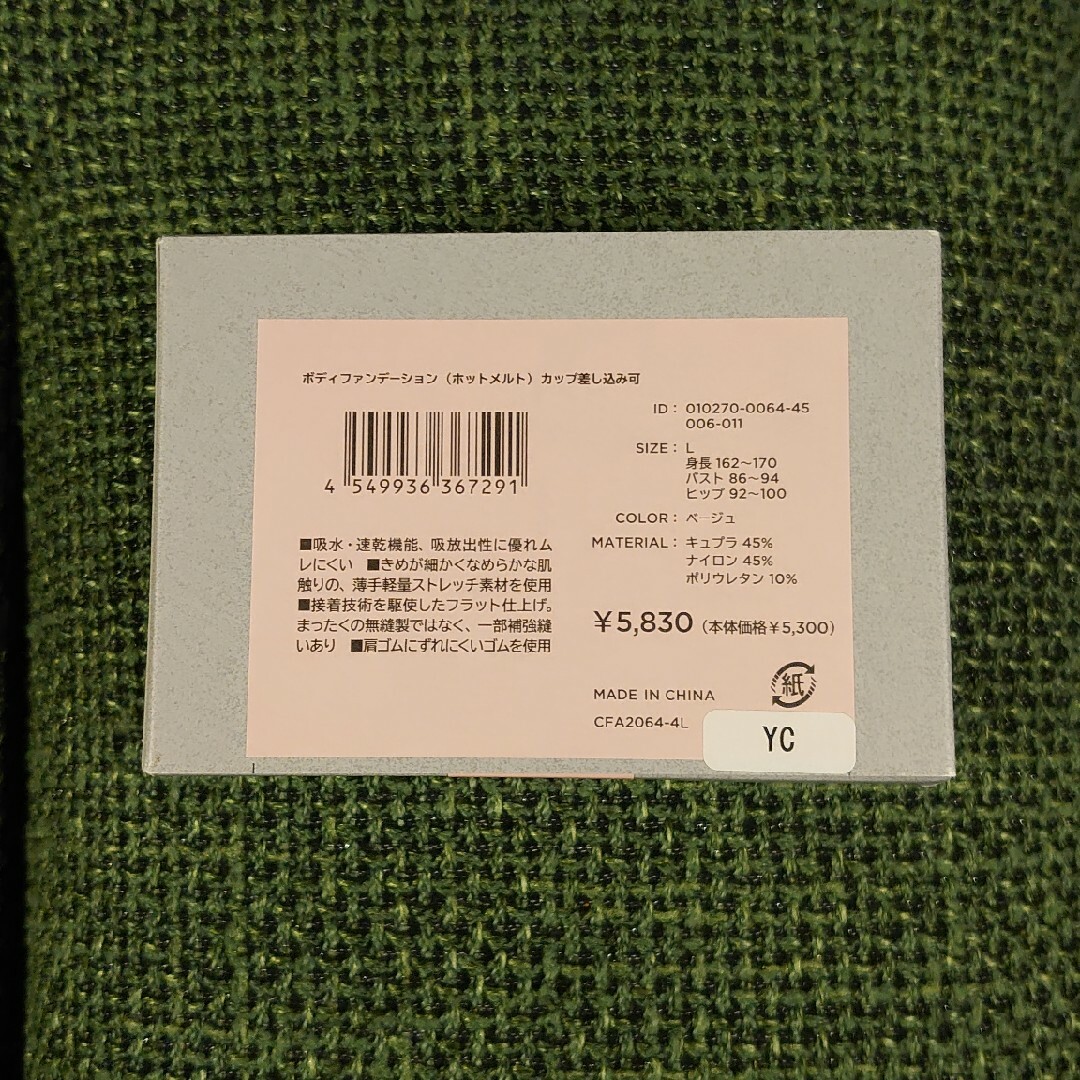 ボディファンデーション（ホットメルト）カップ差し込み可
4 549936 367291
ID： 010270-0064-45
006-011
SIZE： L
身長 162～170
バスト 86～94
ヒップ 92～100
COLOR： ベージュ
MATERIAL： キュプラ 45%
ナイロン 45%
ポリウレタン 10%
■吸水・速乾機能、吸放出性に優れム
レにくい　■きめが細かくなめらかな肌
触りの、薄手軽量ストレッチ素材を使用
■接着技術を駆使したフラット仕上げ。
まったくの無縫製ではなく、一部補強縫
いあり　■肩ゴムにずれにくいゴムを使用
￥5,830（本体価格￥5,300）
紙
MADE IN CHINA
CFA2064-4L
YC